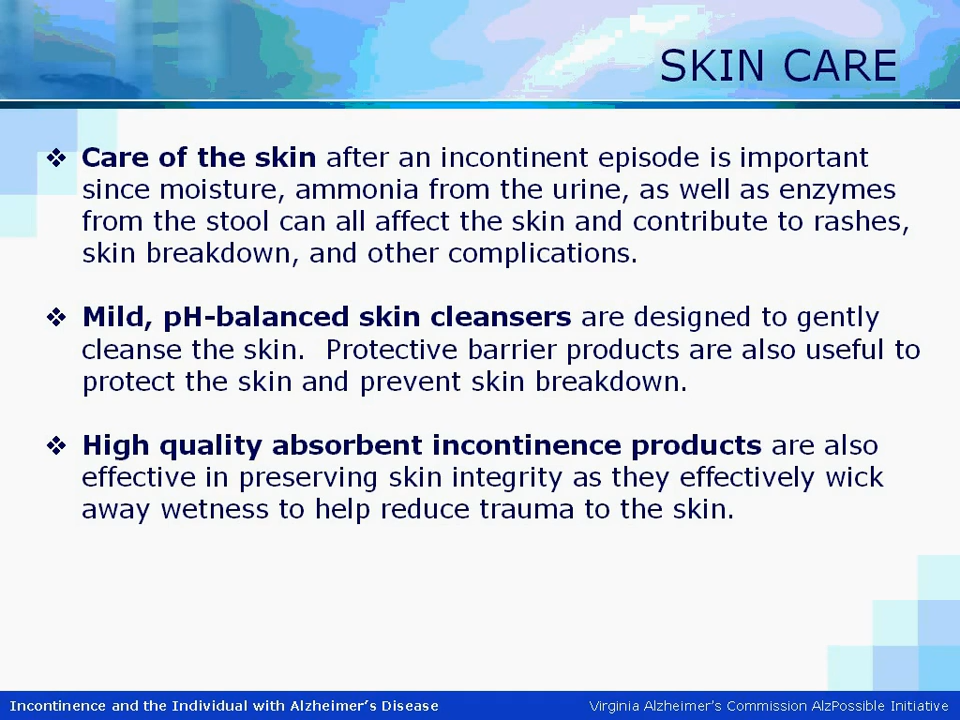 SKIN CARE
❖ Care of the skin after an incontinent episode is important
since moisture, ammonia from the urine, as well as enzymes
from the stool can all affect the skin and contribute to rashes,
skin breakdown, and other complications.
❖ Mild, pH-balanced skin cleansers are designed to gently
cleanse the skin.  Protective barrier products are also useful to
protect the skin and prevent skin breakdown.
❖ High quality absorbent incontinence products are also
effective in preserving skin integrity as they effectively wick
away wetness to help reduce trauma to the skin.
Incontinence and the Individual with Alzheimer's Disease
Virginia Alzheimer's Commission AlzPossible Initiative